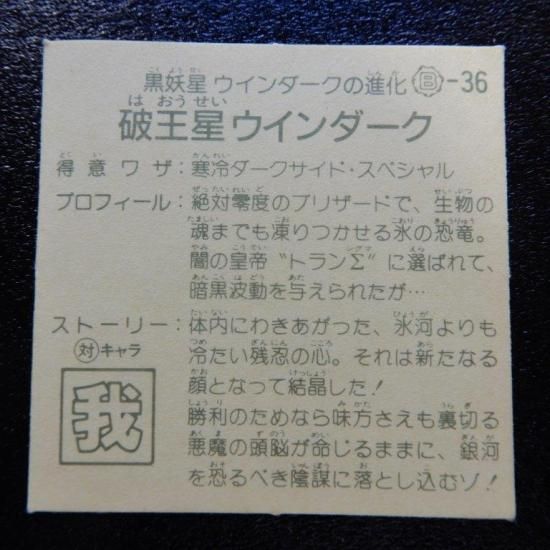 黒妖星 ウインダークの進化 Ⓑ-36
破王星ウインダーク
得意ワザ:寒冷ダークサイド・スペシャル
プロフィール:絶対零度のブリザードで、生物の
魂までも凍りつかせる氷の恐竜。
闇の皇帝〝トランΣ〟に選ばれて、
暗黒波動を与えられたが…
ストーリー:体内にわきあがった、氷河よりも
対キャラ 冷たい残忍の心。それは新たなる
顔となって結晶した!
我 勝利のためなら味方さえも裏切る
悪魔の頭脳が命じるままに、銀河
を恐るべき陰謀に落とし込むゾ!